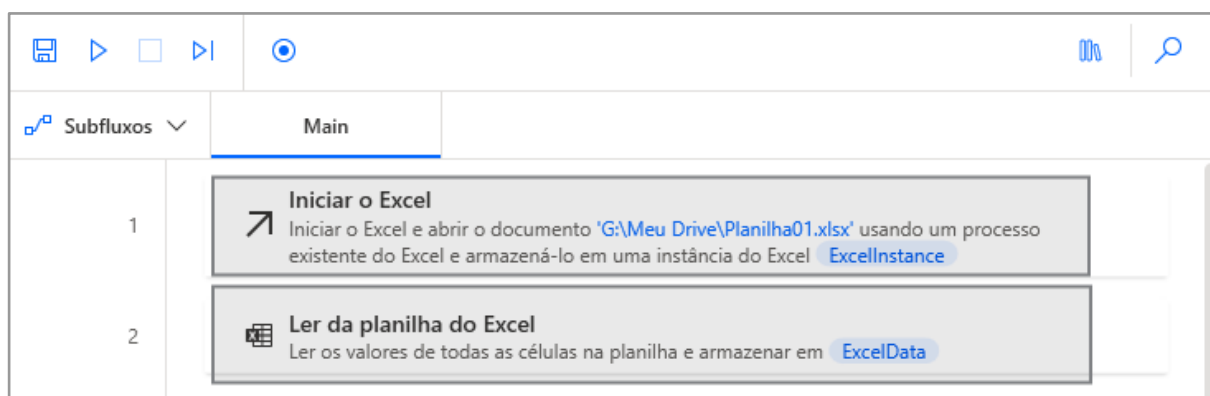 Subfluxos
Main
1
Iniciar o Excel
Iniciar o Excel e abrir o documento 'G:\Meu Drive\Planilha01.xlsx' usando um processo
existente do Excel e armazená-lo em uma instância do Excel ExcelInstance
2
Ler da planilha do Excel
Ler os valores de todas as células na planilha e armazenar em ExcelData